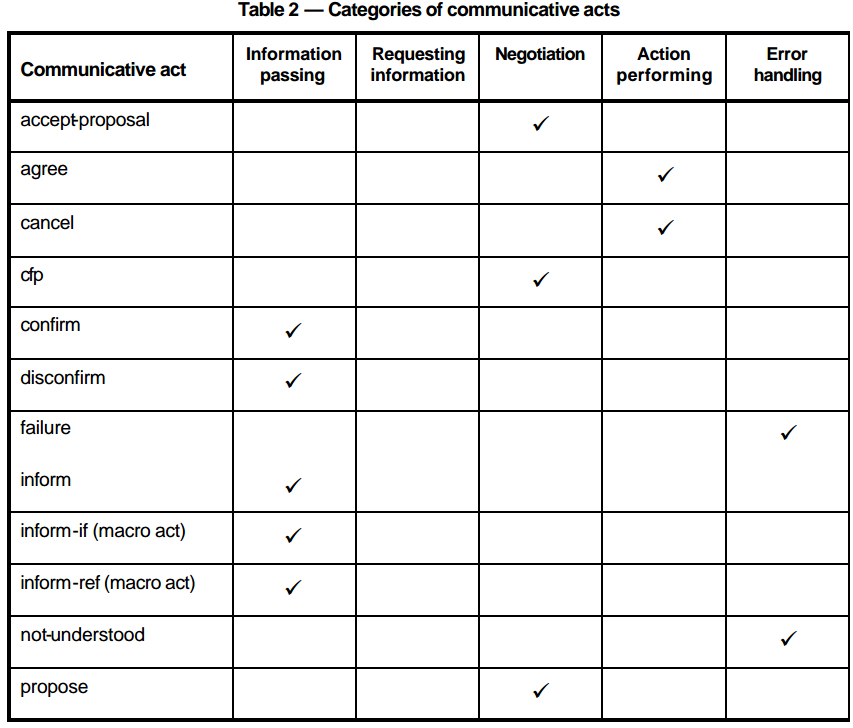 Table 2 — Categories of communicative acts
Communicative act Information passing Requesting information Negotiation Action performing Error handling
accept-proposal ✓
agree ✓
cancel ✓
cfp ✓
confirm ✓
disconfirm ✓
failure ✓
inform ✓
inform-if (macro act) ✓
inform-ref (macro act) ✓
not-understood ✓
propose ✓